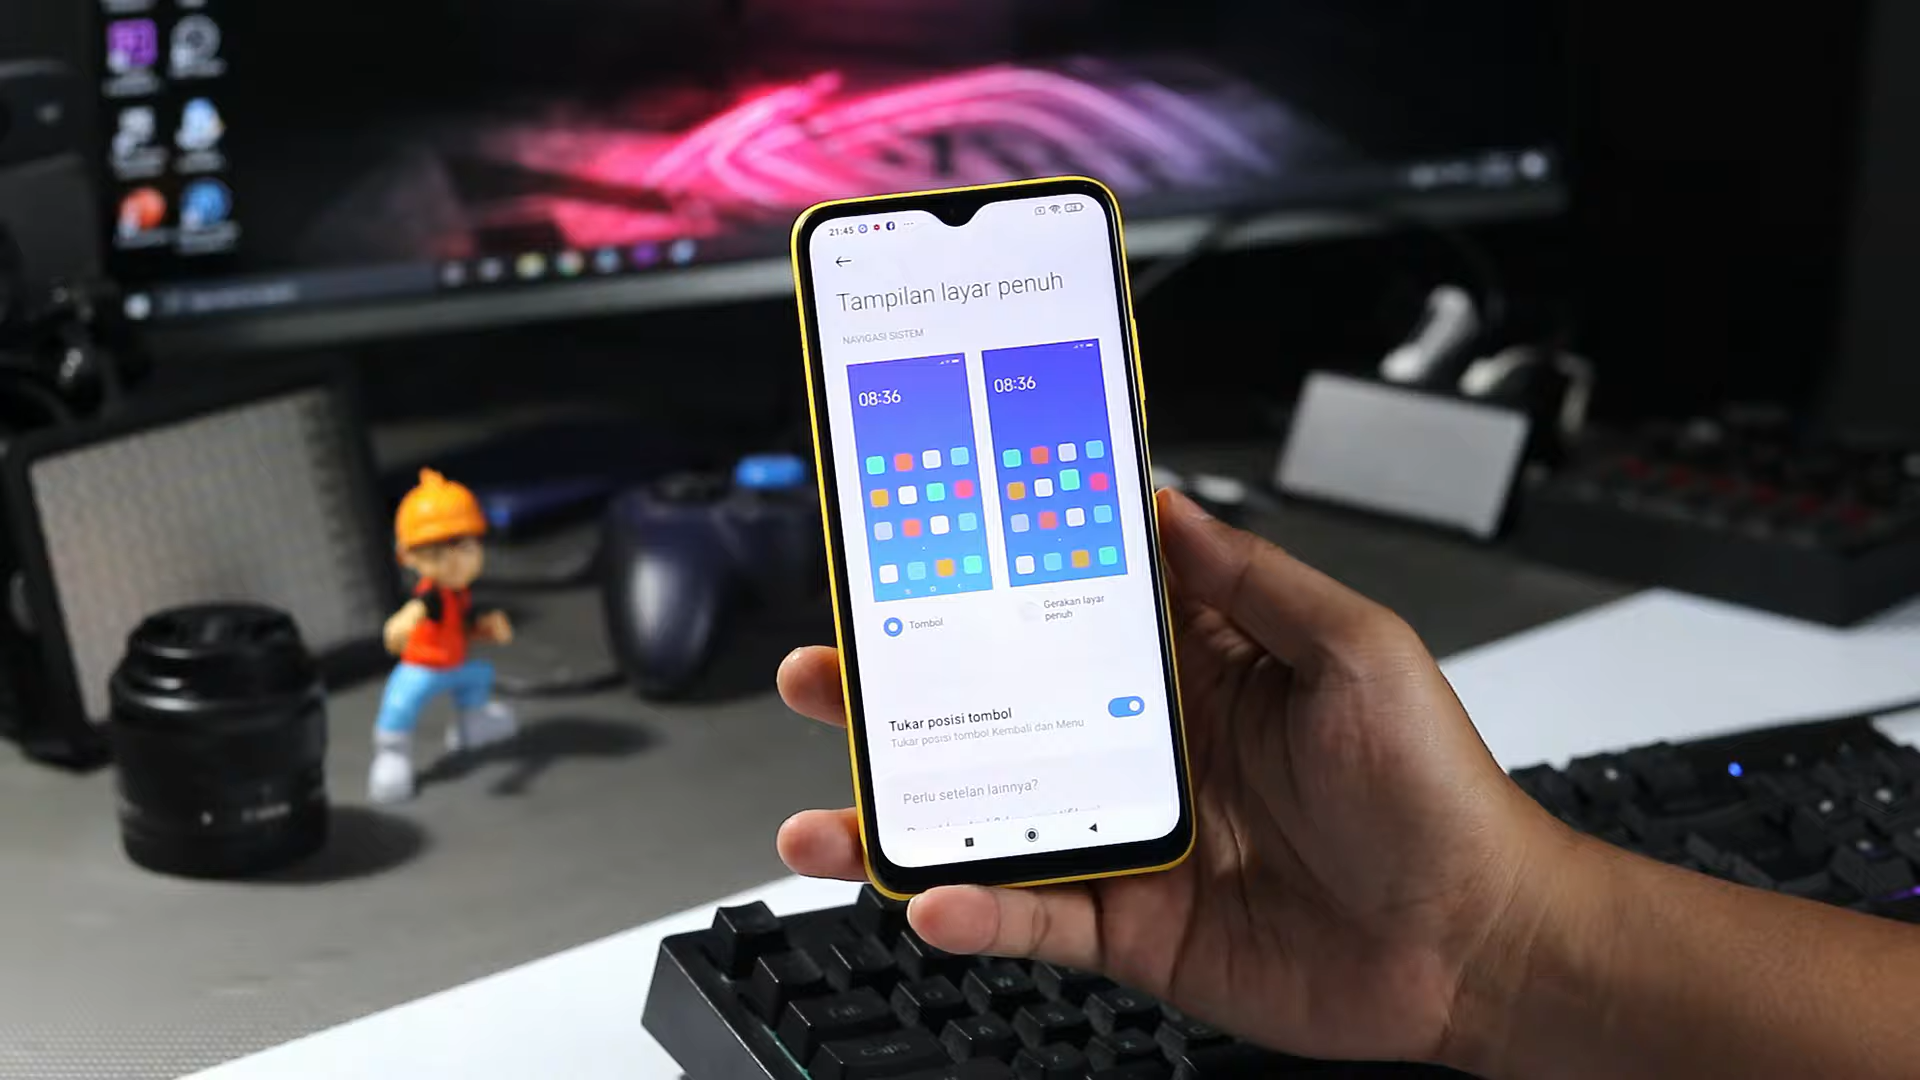 21:45
Tampilan layar penuh
NAVIGASI SISTEM
08:36
08:36
Tombol
Gerakan layar
penuh
Tukar posisi tombol
Tukar posisi tombol Kembali dan Menu
Perlu setelan lainnya?
Caps